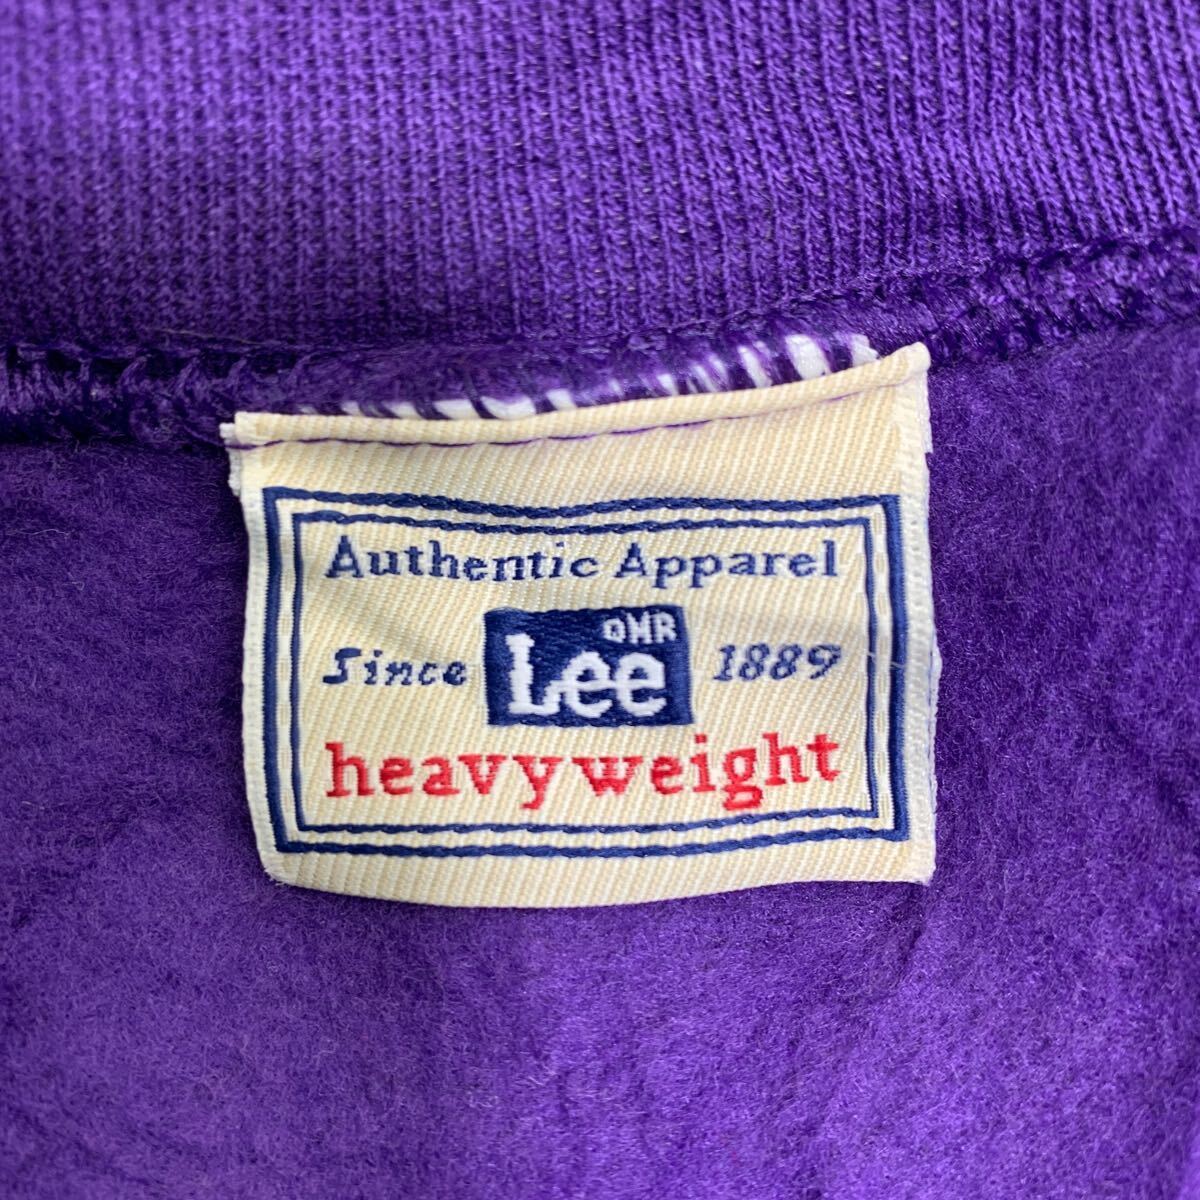 Authentic Apparel
Since Lee QMR 1889
heavyweight